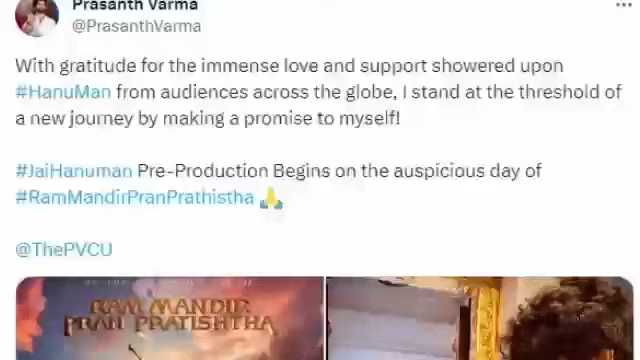 Prasanth Varma
@PrasanthVarma
With gratitude for the immense love and support showered upon
#HanuMan from audiences across the globe, I stand at the threshold of
a new journey by making a promise to myself!
#JaiHanuman Pre-Production Begins on the auspicious day of
#RamMandirPranPrathistha 🙏
@ThePVCU
RAM MANDIR
PRAN PRATISHTHA